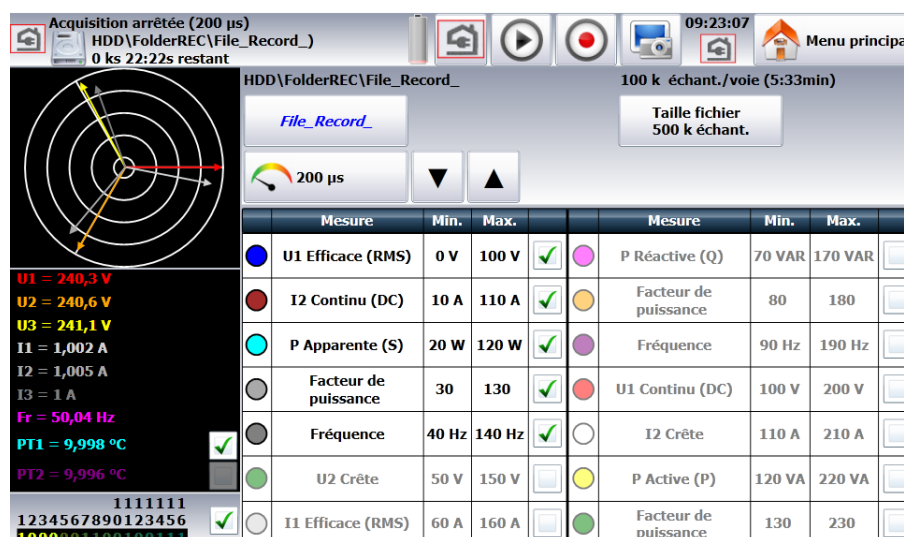 Acquisition arrêtée (200 µs)
HDD\FolderREC\File_Record_)
0 ks 22:22s restant
09:23:07
Menu principa
HDD\FolderREC\File_Record_
100 k échant./voie (5:33min)
File_Record_
Taille fichier
500 k échant.
200 µs
Mesure Min. Max. Mesure Min. Max.
U1 Efficace (RMS) 0 V 100 V P Réactive (Q) 70 VAR 170 VAR
I2 Continu (DC) 10 A 110 A Facteur de puissance 80 180
P Apparente (S) 20 W 120 W Fréquence 90 Hz 190 Hz
Facteur de puissance 30 130 U1 Continu (DC) 100 V 200 V
Fréquence 40 Hz 140 Hz I2 Crête 110 A 210 A
U2 Crête 50 V 150 V P Active (P) 120 VA 220 VA
I1 Efficace (RMS) 60 A 160 A Facteur de puissance 130 230
U1 = 240,3 V
U2 = 240,6 V
U3 = 241,1 V
I1 = 1,002 A
I2 = 1,005 A
I3 = 1 A
Fr = 50,04 Hz
PT1 = 9,998 °C
PT2 = 9,996 °C
1111111
1234567890123456